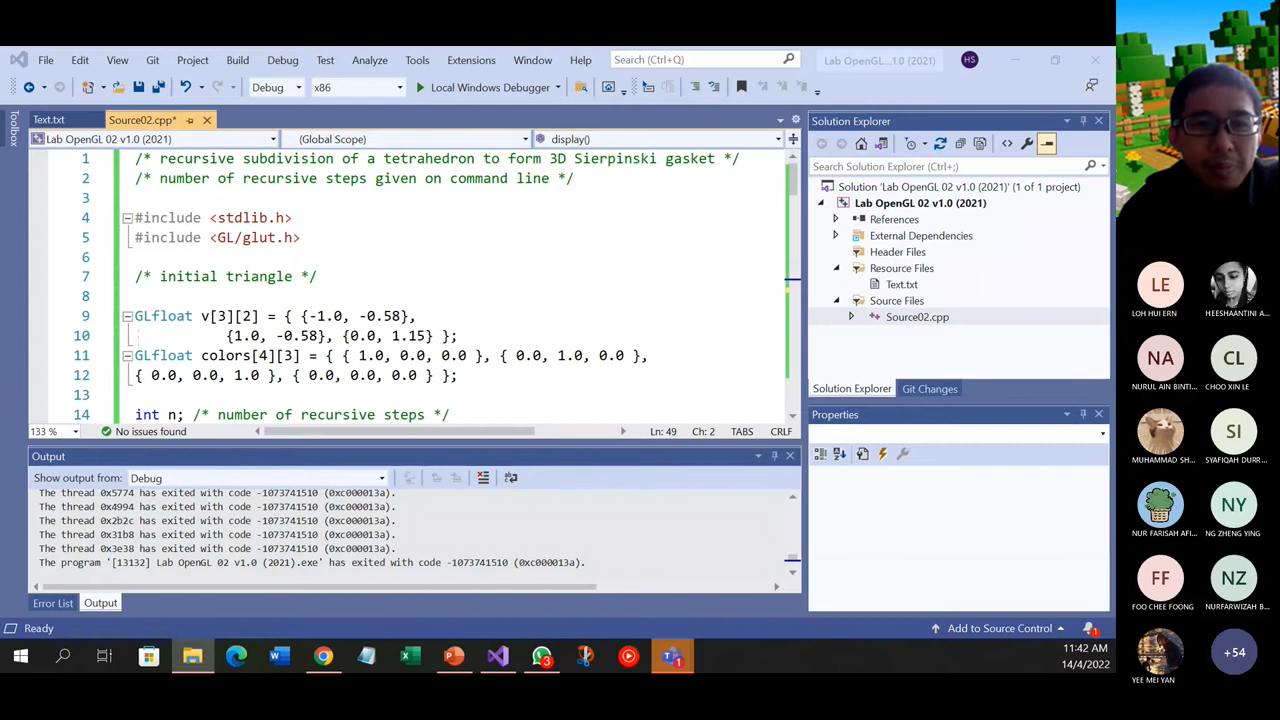 File Edit View Git Project Build Debug Test Analyze Tools Extensions Window Help Search (Ctrl+Q) Lab OpenGL...1.0 (2021) HS
Debug x86 Local Windows Debugger
Toolbox
Text.txt Source02.cpp*
Lab OpenGL 02 v1.0 (2021) (Global Scope) display()
1 /* recursive subdivision of a tetrahedron to form 3D Sierpinski gasket */
2 /* number of recursive steps given on command line */
3
4 #include <stdlib.h>
5 #include <GL/glut.h>
6
7 /* initial triangle */
8
9 GLfloat v[3][2] = { {-1.0, -0.58},
10 {1.0, -0.58}, {0.0, 1.15} };
11 GLfloat colors[4][3] = { { 1.0, 0.0, 0.0 }, { 0.0, 1.0, 0.0 },
12 { 0.0, 0.0, 1.0 }, { 0.0, 0.0, 0.0 } };
13
14 int n; /* number of recursive steps */
133 % No issues found Ln: 49 Ch: 2 TABS CRLF
Output
Show output from: Debug
The thread 0x5774 has exited with code -1073741510 (0xc000013a).
The thread 0x4994 has exited with code -1073741510 (0xc000013a).
The thread 0x2b2c has exited with code -1073741510 (0xc000013a).
The thread 0x31b8 has exited with code -1073741510 (0xc000013a).
The thread 0x3e38 has exited with code -1073741510 (0xc000013a).
The program '[13132] Lab OpenGL 02 v1.0 (2021).exe' has exited with code -1073741510 (0xc000013a).
Error List Output
Solution Explorer
Search Solution Explorer (Ctrl+;)
Solution 'Lab OpenGL 02 v1.0 (2021)' (1 of 1 project)
Lab OpenGL 02 v1.0 (2021)
References
External Dependencies
Header Files
Resource Files
Text.txt
Source Files
Source02.cpp
Solution Explorer Git Changes
Properties
Ready Add to Source Control 1
3 1
11:42 AM
14/4/2022
LE
LOH HUI ERN HEESHAANTINI A...
NA CL
NURUL AIN BINTI... CHOO XIN LE
SI
MUHAMMAD SH... SYAFIQAH DURR...
NY
NUR FARISAH AFI... NG ZHENG YING
FF NZ
FOO CHEE FOONG NURFARWIZAH B...
+54
YEE MEI YAN